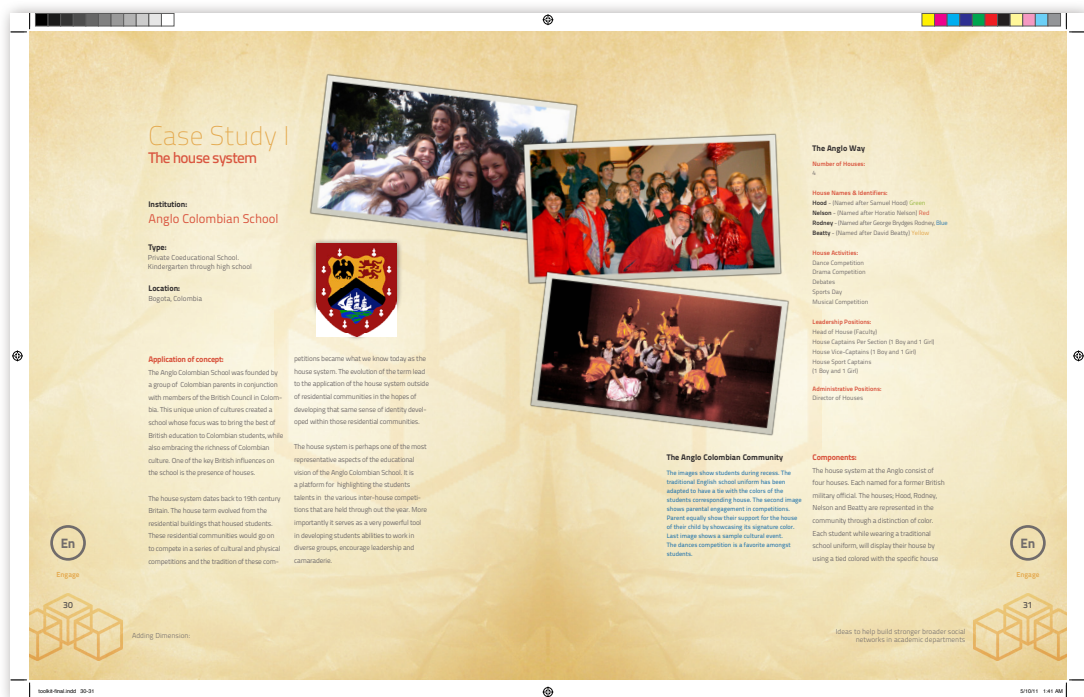 Case Study I
The house system
Institution:
Anglo Colombian School
Type:
Private Coeducational School.
Kindergarten through high school
Location:
Bogota, Colombia
Application of concept:
The Anglo Colombian School was founded by
a group of Colombian parents in conjunction
with members of the British Council in Colom-
bia. This unique union of cultures created a
school whose focus was to bring the best of
British education to Colombian students, while
also embracing the richness of Colombian
culture. One of the key British influences on
the school is the presence of houses.
The house system dates back to 19th century
Britain. The house term evolved from the
residential buildings that housed students.
These residential communities would go on
to compete in a series of cultural and physical
competitions and the tradition of these com-
petitions became what we know today as the
house system. The evolution of the term lead
to the application of the house system outside
of residential communities in the hopes of
developing that same sense of identity devel-
oped within those residential communities.
The house system is perhaps one of the most
representative aspects of the educational
vision of the Anglo Colombian School. It is
a platform for highlighting the students
talents in the various inter-house competi-
tions that are held through out the year. More
importantly it serves as a very powerful tool
in developing students abilities to work in
diverse groups, encourage leadership and
camaraderie.
En
Engage
30
Adding Dimension:
The Anglo Colombian Community
The images show students during recess. The
traditional English school uniform has been
adapted to have a tie with the colors of the
students corresponding house. The second image
shows parental engagement in competitions.
Parent equally show their support for the house
of their child by showcasing its signature color.
Last image shows a sample cultural event.
The dances competition is a favorite amongst
students.
The Anglo Way
Number of Houses:
4
House Names & Identifiers:
Hood - (Named after Samuel Hood) Green
Nelson - (Named after Horatio Nelson) Red
Rodney - (Named after George Brydges Rodney, Blue
Beatty - (Named after David Beatty) Yellow
House Activities:
Dance Competition
Drama Competition
Debates
Sports Day
Musical Competition
Leadership Positions:
Head of House (Faculty)
House Captains Per Section (1 Boy and 1 Girl)
House Vice-Captains (1 Boy and 1 Girl)
House Sport Captains
(1 Boy and 1 Girl)
Administrative Positions:
Director of Houses
Components:
The house system at the Anglo consist of
four houses. Each named for a former British
military official. The houses; Hood, Rodney,
Nelson and Beatty are represented in the
community through a distinction of color.
Each student while wearing a traditional
school uniform, will display their house by
using a tied colored with the specific house
En
Engage
31
Ideas to help build stronger broader social
networks in academic departments
toolkit-final.indd 30-31
5/10/11 1:41 AM